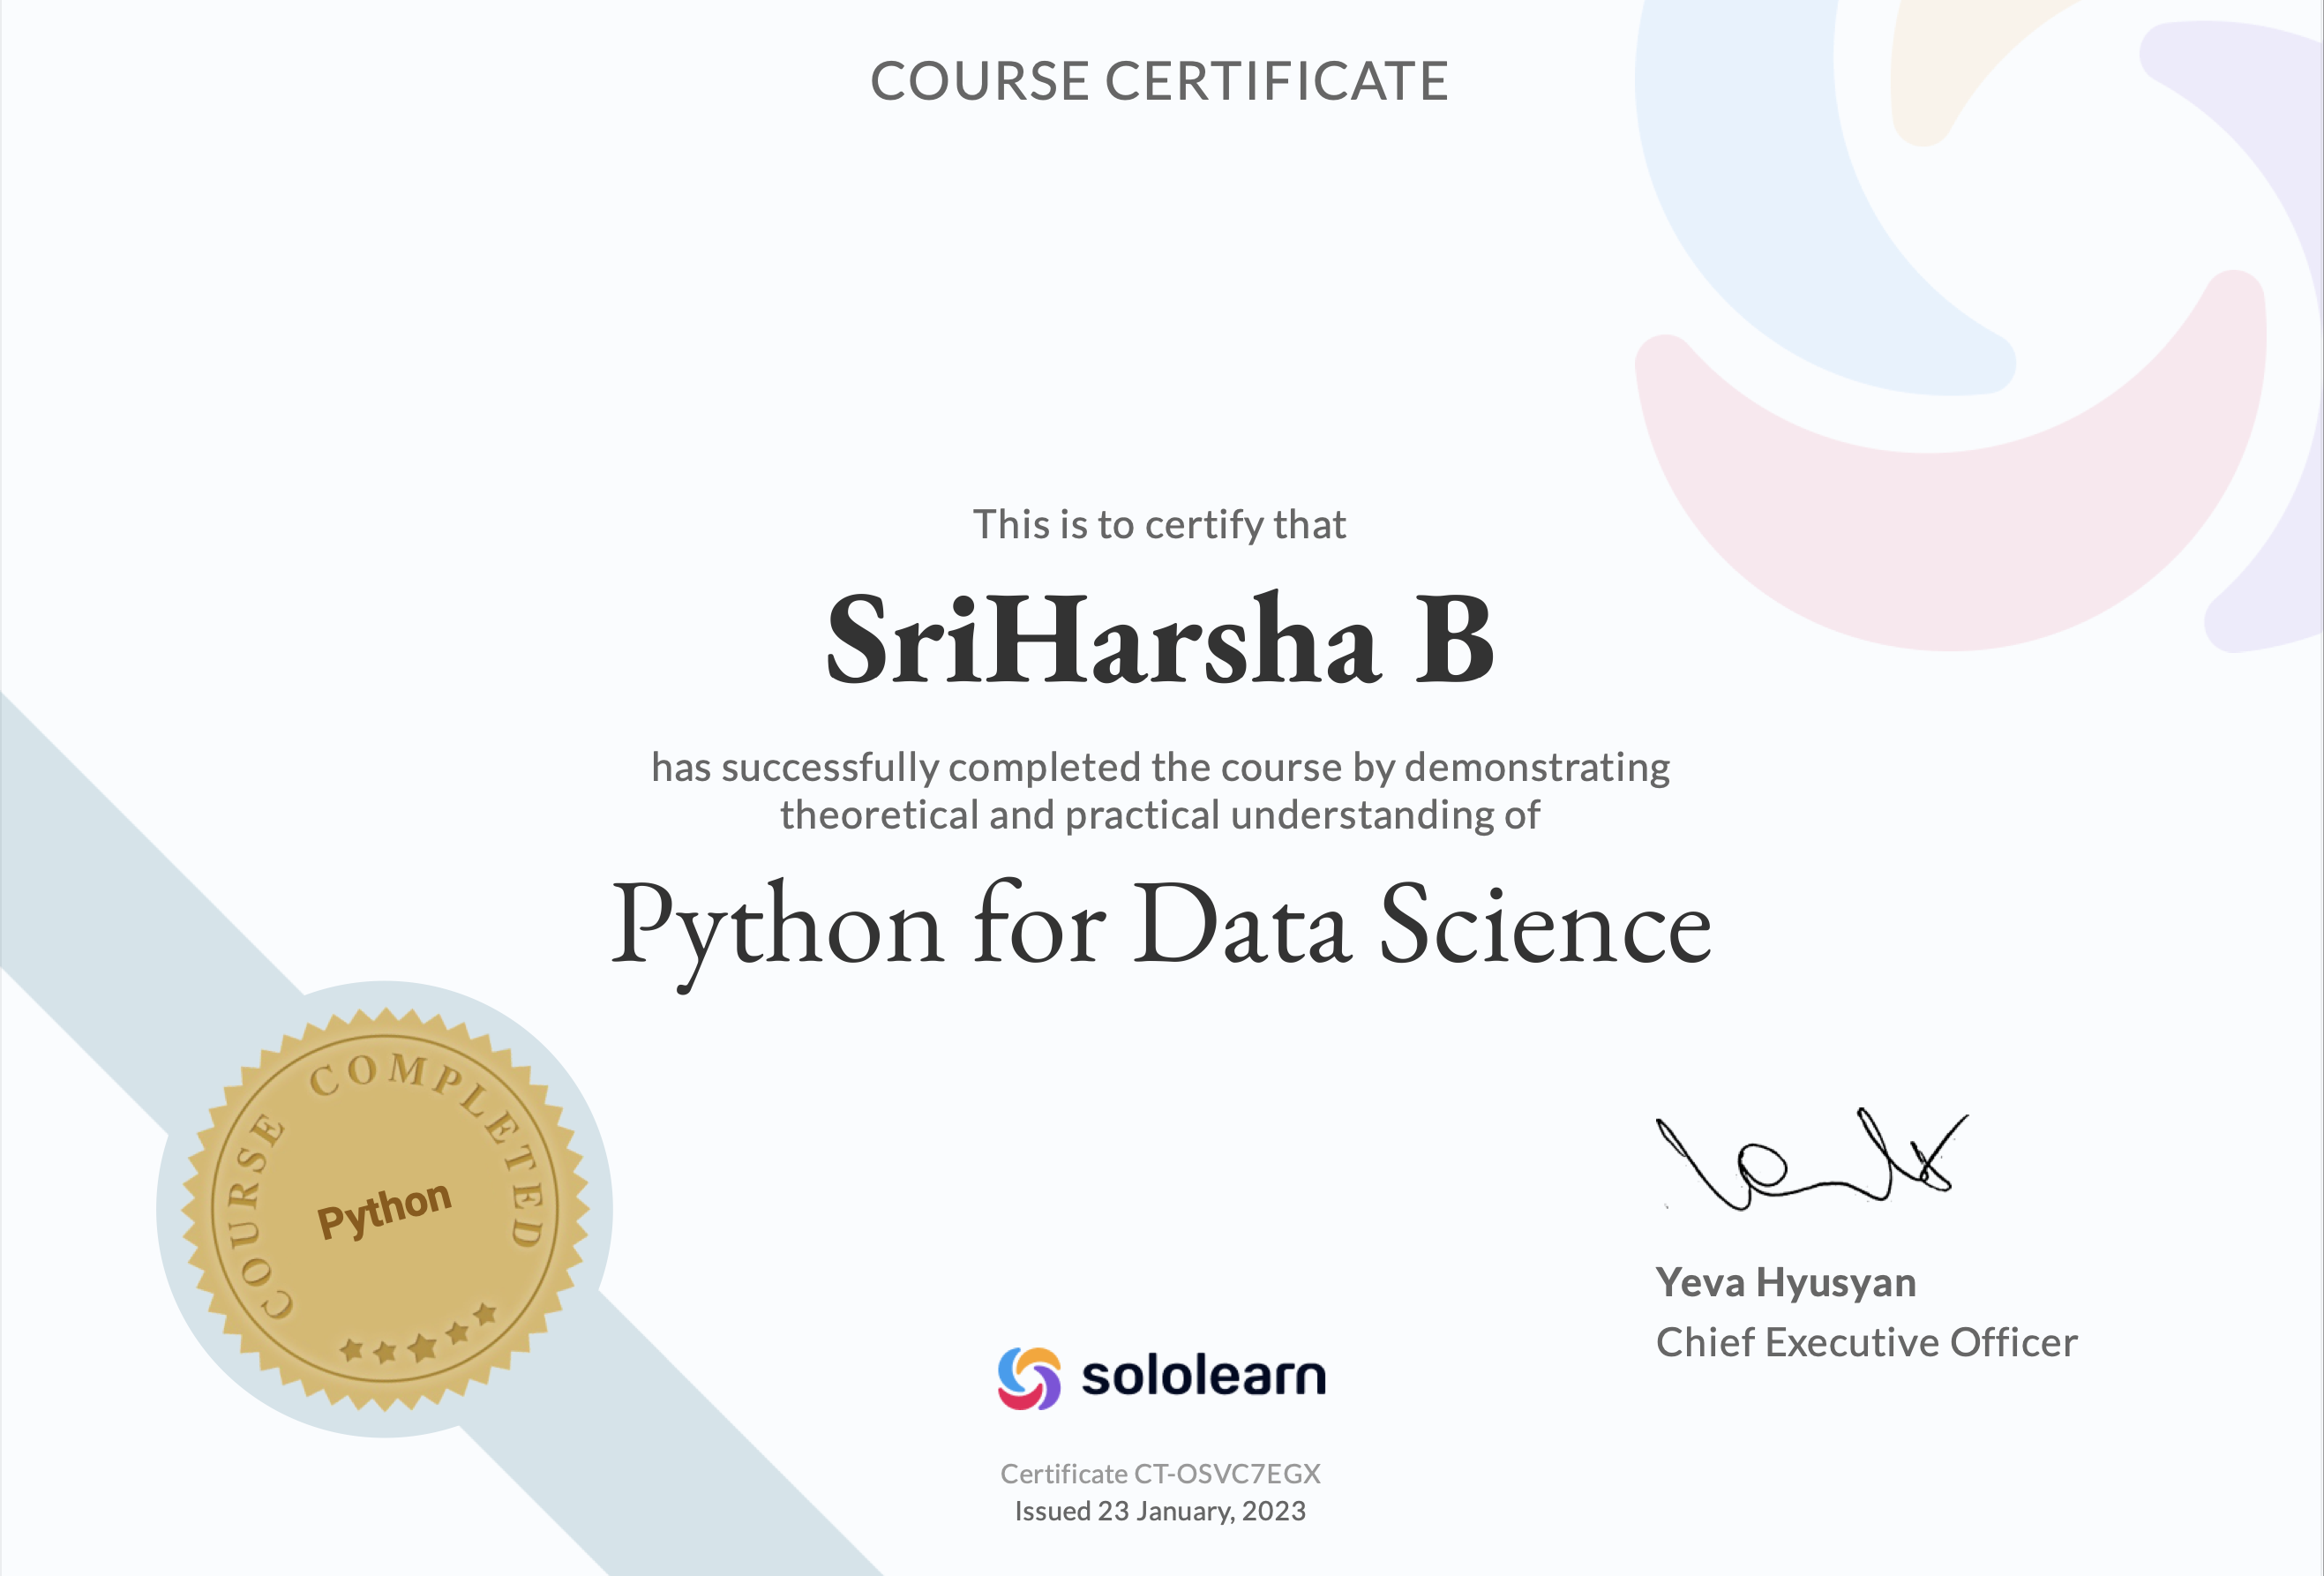 COURSE CERTIFICATE
This is to certify that
SriHarsha B
has successfully completed the course by demonstrating
theoretical and practical understanding of
Python for Data Science
COURSE COMPLETED
Python
Yeva Hyusyan
Chief Executive Officer
sololearn
Certificate CT-OSVC7EGX
Issued 23 January, 2023